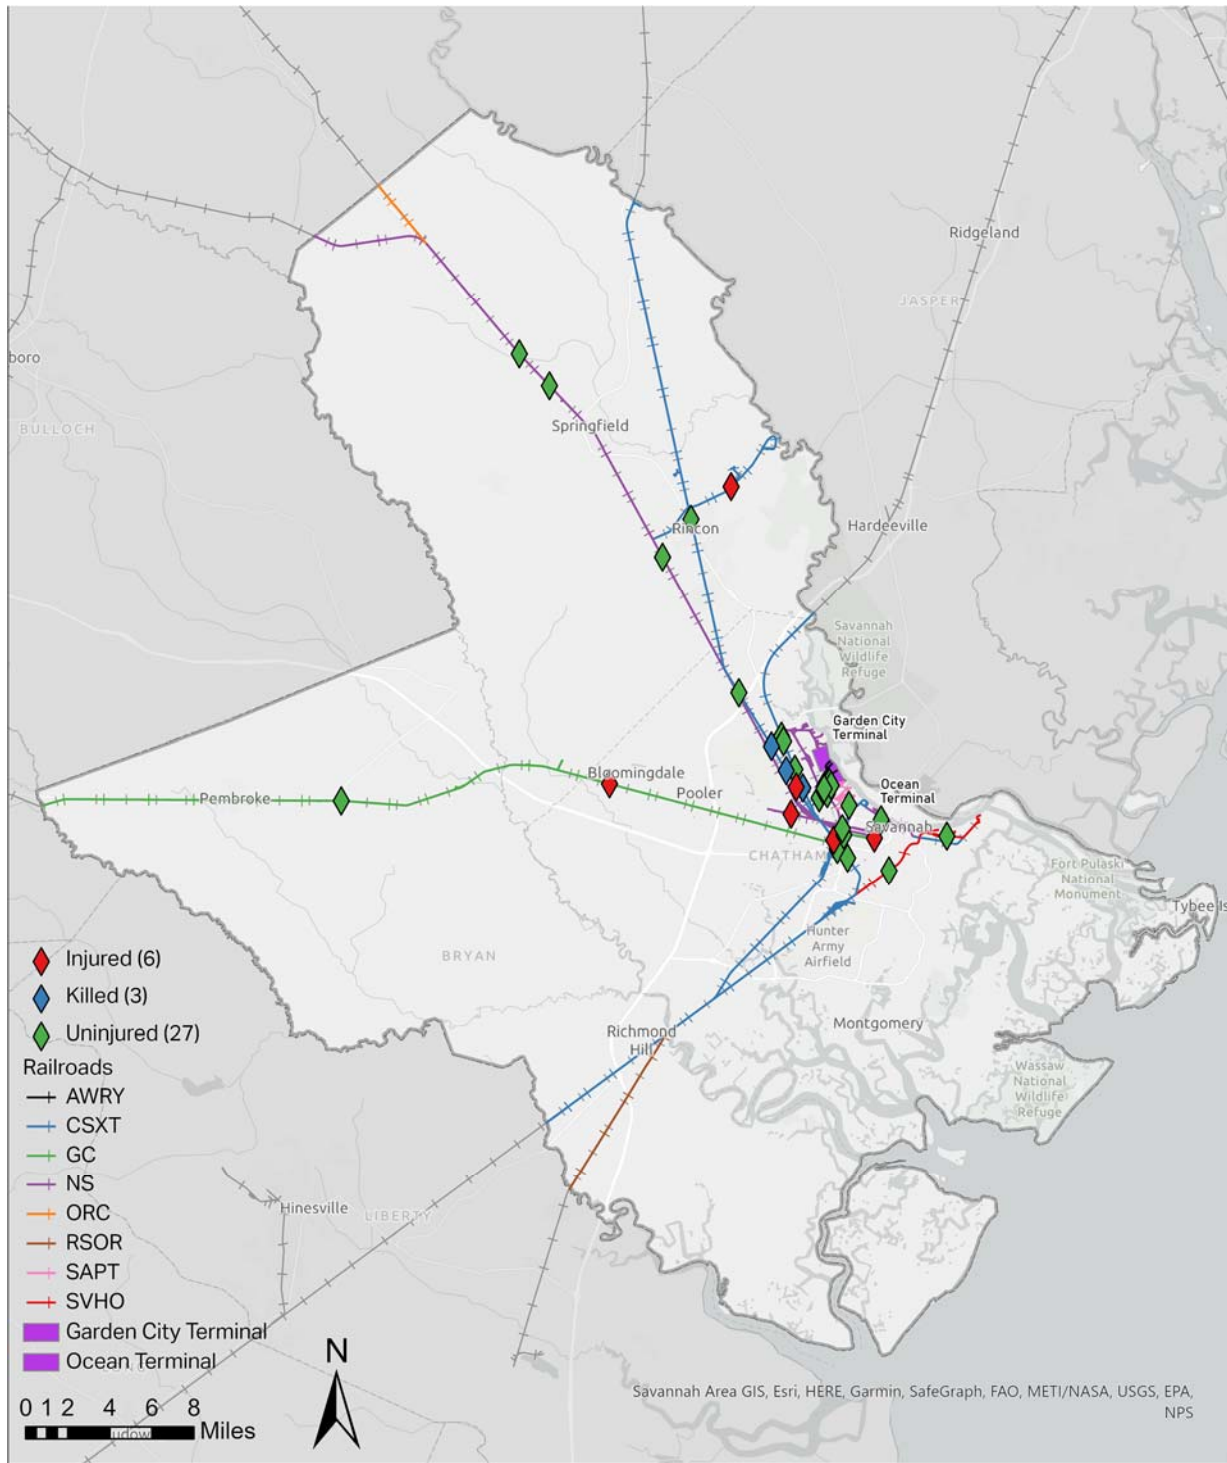 Ridgeland
JASPER
boro
BULLOCH
Springfield
Hardeeville
Rincon
Savannah
National
Wildlife
Refuge
Garden City
Terminal
Bloomingdale
Pooler
Pembroke
Ocean
Terminal
Savannah
CHATHAM
Fort Pulaski
National
Monument
Tybee Is
Hunter
Army
Airfield
BRYAN
Richmond
Hill
Montgomery
Wassaw
National
Wildlife
Refuge
Hinesville
LIBERTY
Injured (6)
Killed (3)
Uninjured (27)
Railroads
AWRY
CSXT
GC
NS
ORC
RSOR
SAPT
SVHO
Garden City Terminal
Ocean Terminal
N
0 1 2 4 6 8
Miles
udow
Savannah Area GIS, Esri, HERE, Garmin, SafeGraph, FAO, METI/NASA, USGS, EPA,
NPS